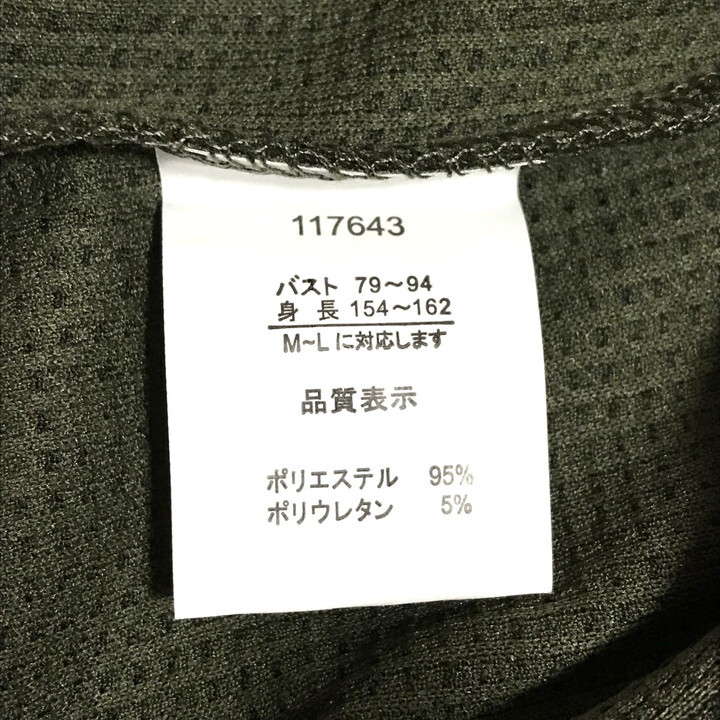 117643
バスト 79～94
身長 154～162
M~Lに対応します
品質表示
ポリエステル 95%
ポリウレタン 5%